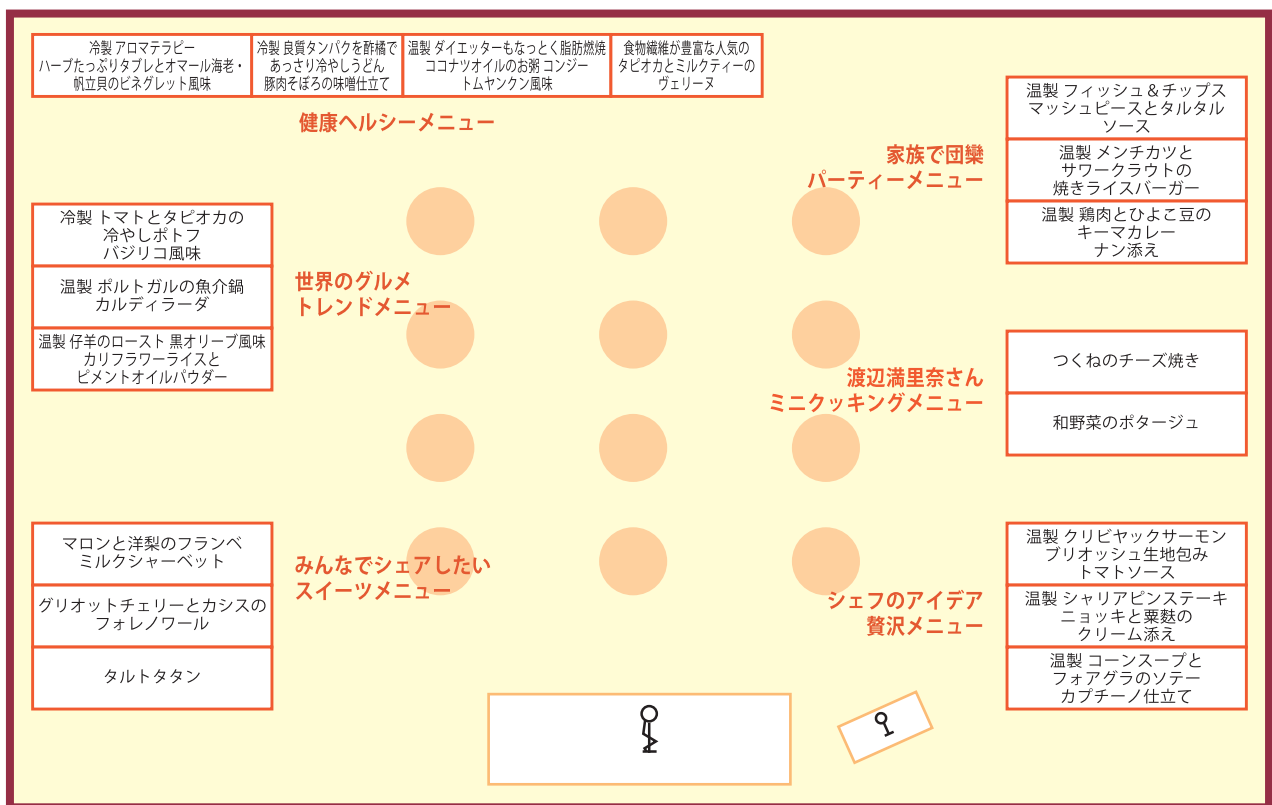 冷製 アロマテラピー
ハーブたっぷりタブレとオマール海老・
帆立貝のビネグレット風味
冷製 良質タンパクを酢橘で
あっさり冷やしうどん
豚肉そぼろの味噌仕立て
温製 ダイエッターもなっとく脂肪燃焼
ココナツオイルのお粥 コンジー
トムヤンクン風味
食物繊維が豊富な人気の
タピオカとミルクティーの
ヴェリーヌ
健康ヘルシーメニュー
温製 フィッシュ＆チップス
マッシュピースとタルタル
ソース
温製 メンチカツと
サワークラウトの
焼きライスバーガー
温製 鶏肉とひよこ豆の
キーマカレー
ナン添え
家族で団欒
パーティーメニュー
冷製 トマトとタピオカの
冷やしポトフ
バジリコ風味
温製 ポルトガルの魚介鍋
カルディラーダ
温製 仔羊のロースト 黒オリーブ風味
カリフラワーライスと
ピメントオイルパウダー
世界のグルメ
トレンドメニュー
渡辺満里奈さん
ミニクッキングメニュー
つくねのチーズ焼き
和野菜のポタージュ
マロンと洋梨のフランベ
ミルクシャーベット
グリオットチェリーとカシスの
フォレノワール
タルトタタン
みんなでシェアしたい
スイーツメニュー
シェフのアイデア
贅沢メニュー
温製 クリビヤックサーモン
ブリオッシュ生地包み
トマトソース
温製 シャリアピンステーキ
ニョッキと粟麩の
クリーム添え
温製 コーンスープと
フォアグラのソテー
カプチーノ仕立て